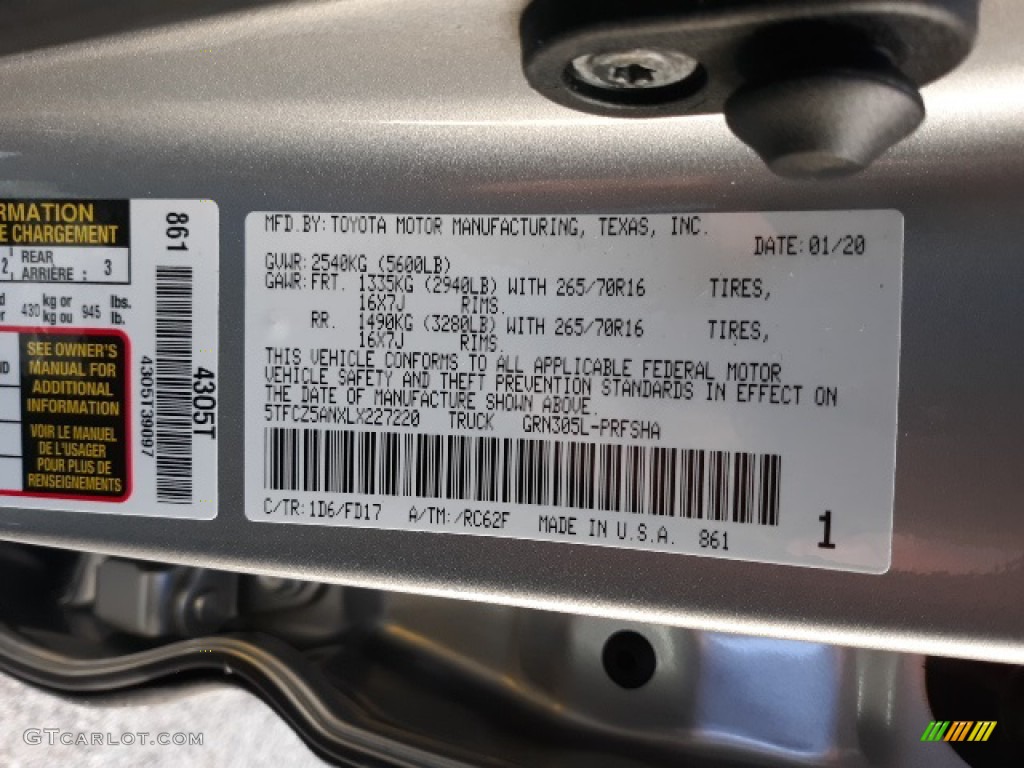 RMATION
E CHARGEMENT
2 REAR
ARRIÈRE : 3
430 kg or
kg ou 945 lbs.
lb.
SEE OWNER'S
MANUAL FOR
ADDITIONAL
INFORMATION
VOIR LE MANUEL
DE L'USAGER
POUR PLUS DE
RENSEIGNEMENTS
861
4305T39097
4305T
MFD.BY:TOYOTA MOTOR MANUFACTURING, TEXAS, INC.
DATE:01/20
GVWR:2540KG (5600LB)
GAWR:FRT. 1335KG (2940LB) WITH 265/70R16 TIRES,
16X7J RIMS.
RR. 1490KG (3280LB) WITH 265/70R16 TIRES,
16X7J RIMS.
THIS VEHICLE CONFORMS TO ALL APPLICABLE FEDERAL MOTOR
VEHICLE SAFETY AND THEFT PREVENTION STANDARDS IN EFFECT ON
THE DATE OF MANUFACTURE SHOWN ABOVE.
5TFCZ5ANXLX227220 TRUCK GRN305L-PRFSHA
C/TR:1D6/FD17 A/TM:/RC62F MADE IN U.S.A. 861
1
GTCARLOT.COM